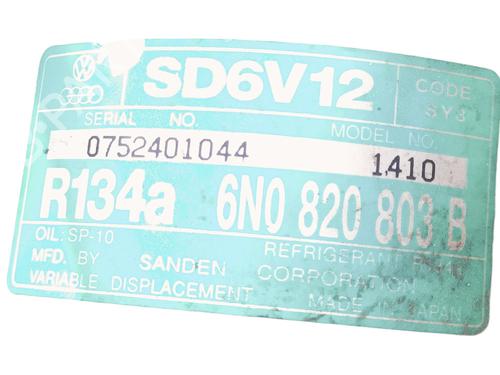 SD6V12
CODE
SY3
SERIAL NO.
MODEL NO.
0752401044
1410
R134a
6N0 820 803 B
OIL: SP-10
REFRIGERANT
MFD. BY SANDEN CORPORATION
VARIABLE DISPLACEMENT
MADE IN JAPAN